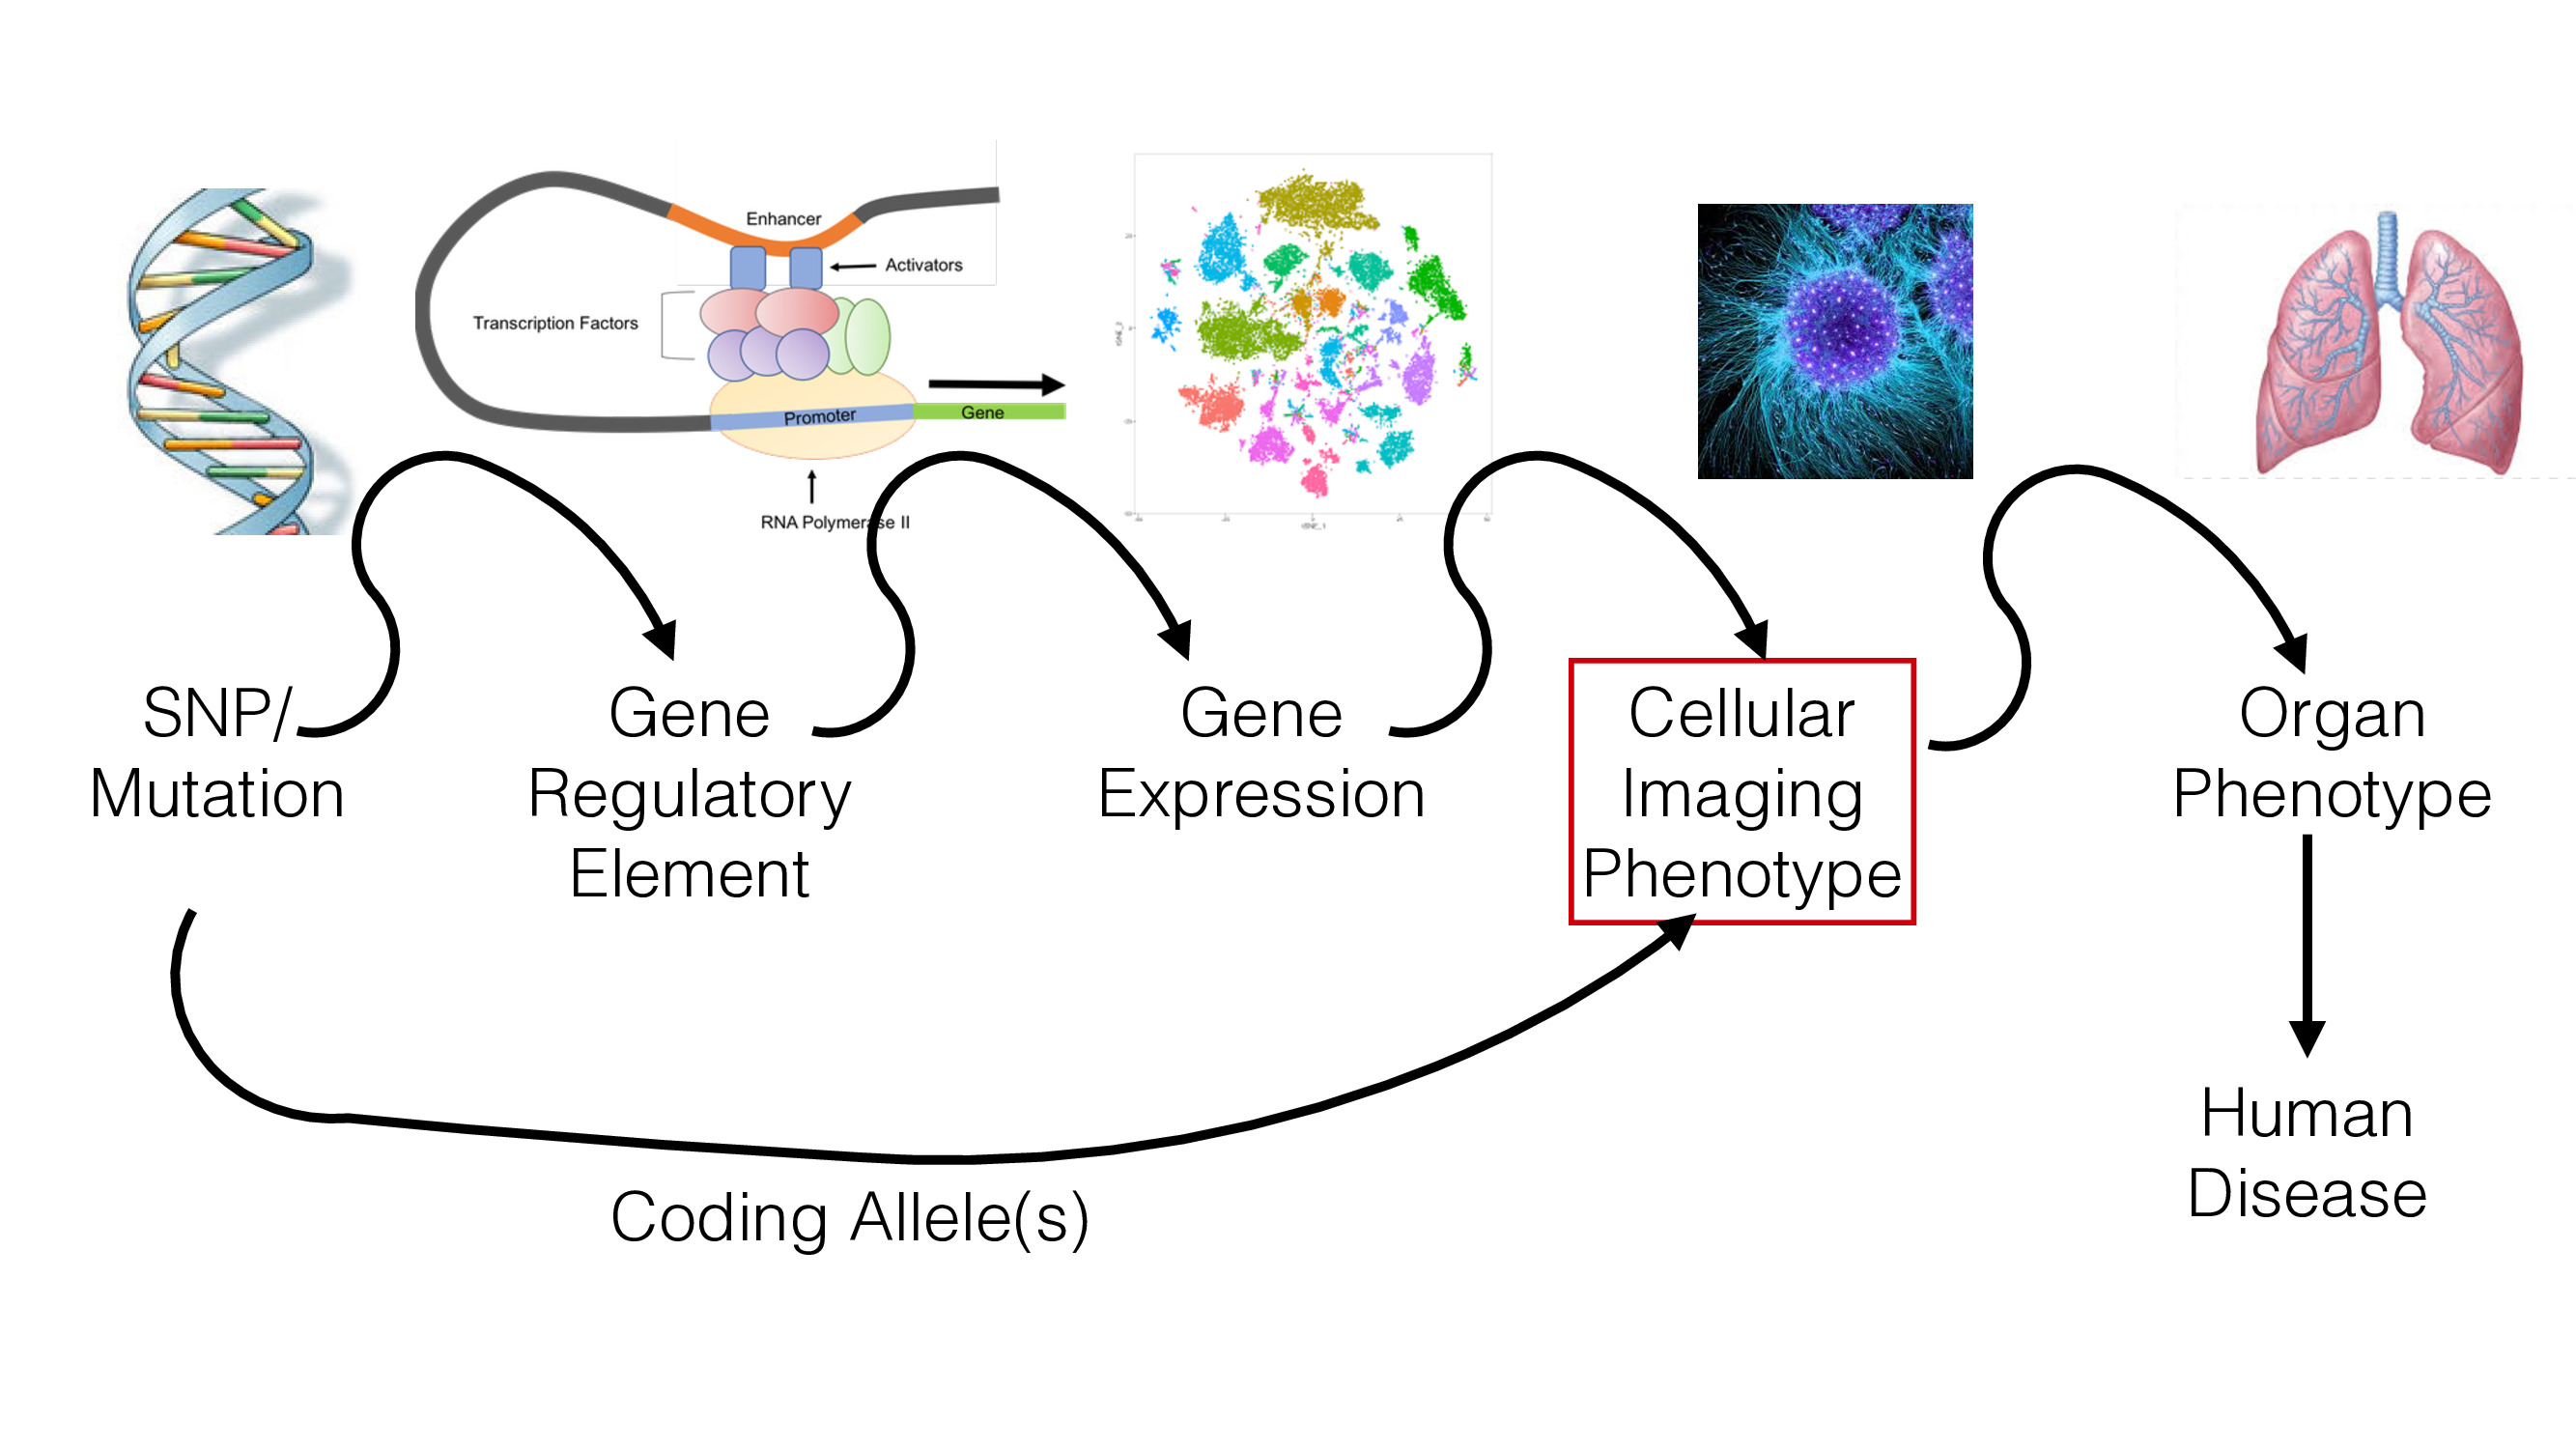 Enhancer
Activators
Transcription Factors
Promoter
Gene
RNA Polymerase II
tSNE_1
SNP/
Mutation
Gene
Regulatory
Element
Gene
Expression
Cellular
Imaging
Phenotype
Organ
Phenotype
Human
Disease
Coding Allele(s)